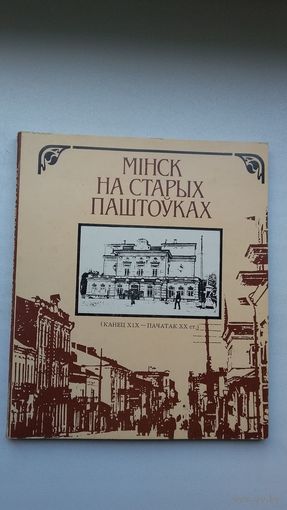 МІНСК
НА СТАРЫХ
ПАШТОЎКАХ
(КАНЕЦ XIX — ПАЧАТАК XX ст.)